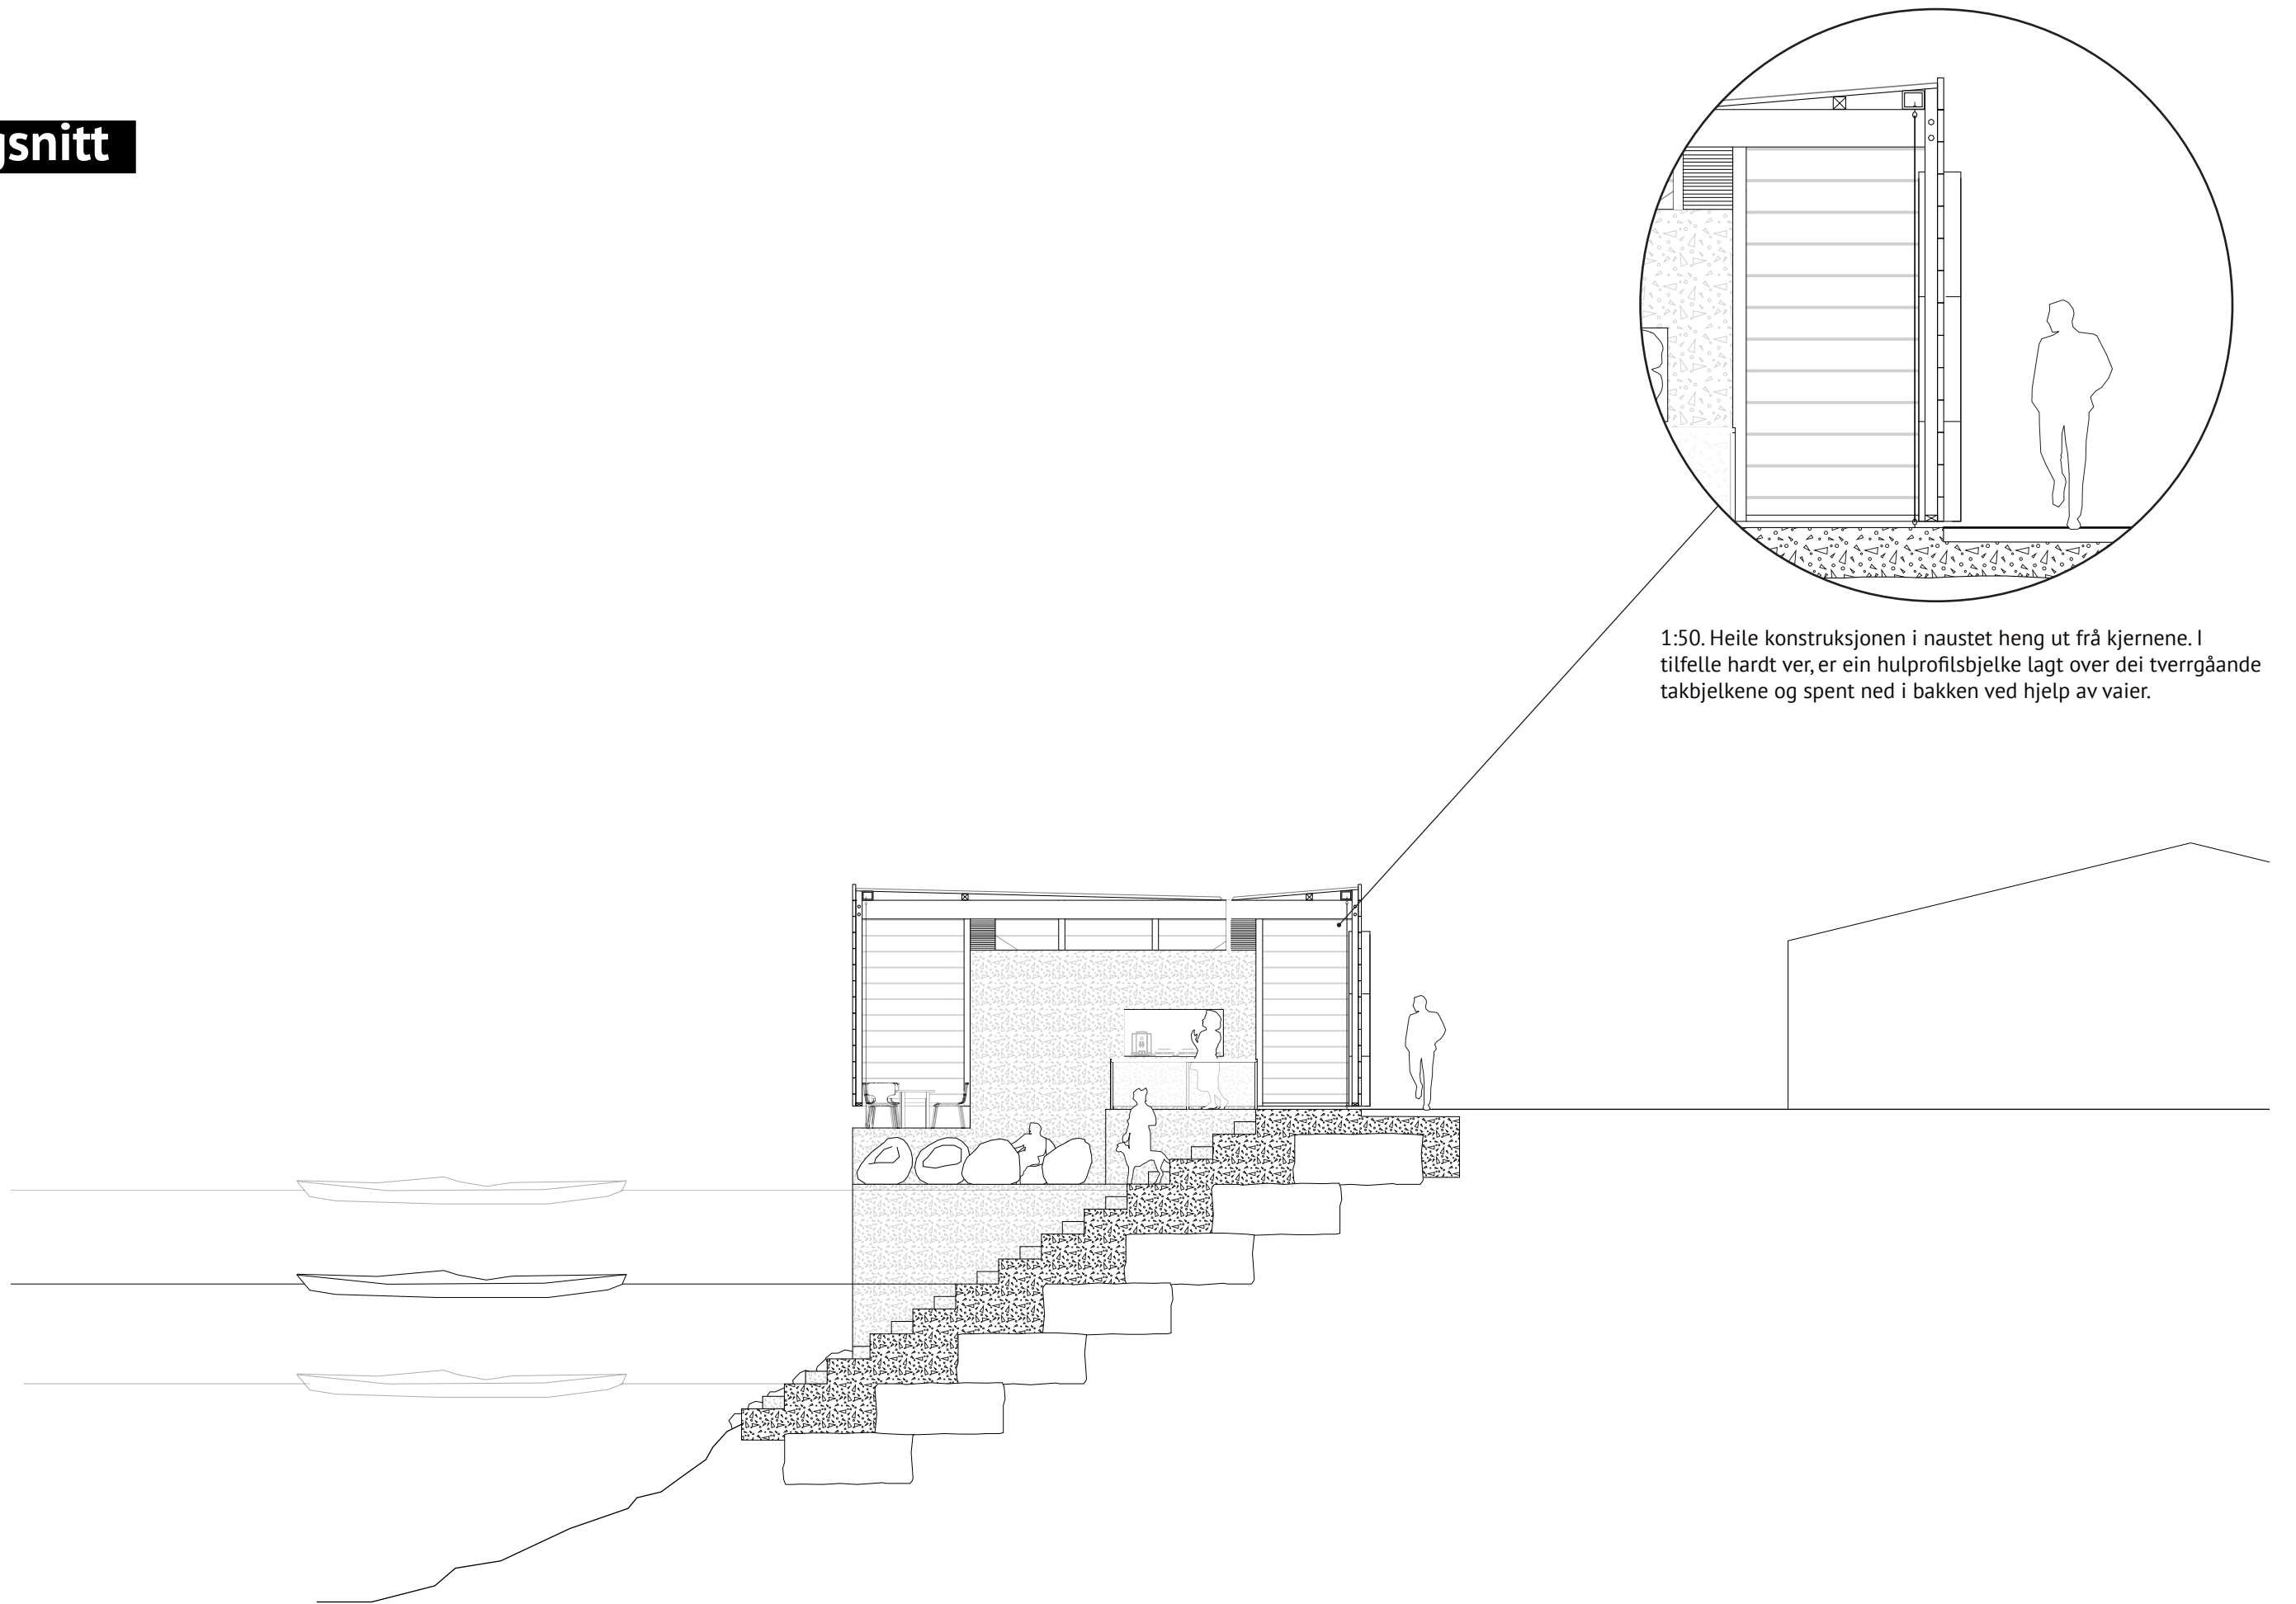 gsnitt
1:50. Heile konstruksjonen i naustet heng ut frå kjernene. I
tilfelle hardt ver, er ein hulprofilsbjelke lagt over dei tverrgåande
takbjelkene og spent ned i bakken ved hjelp av vaier.